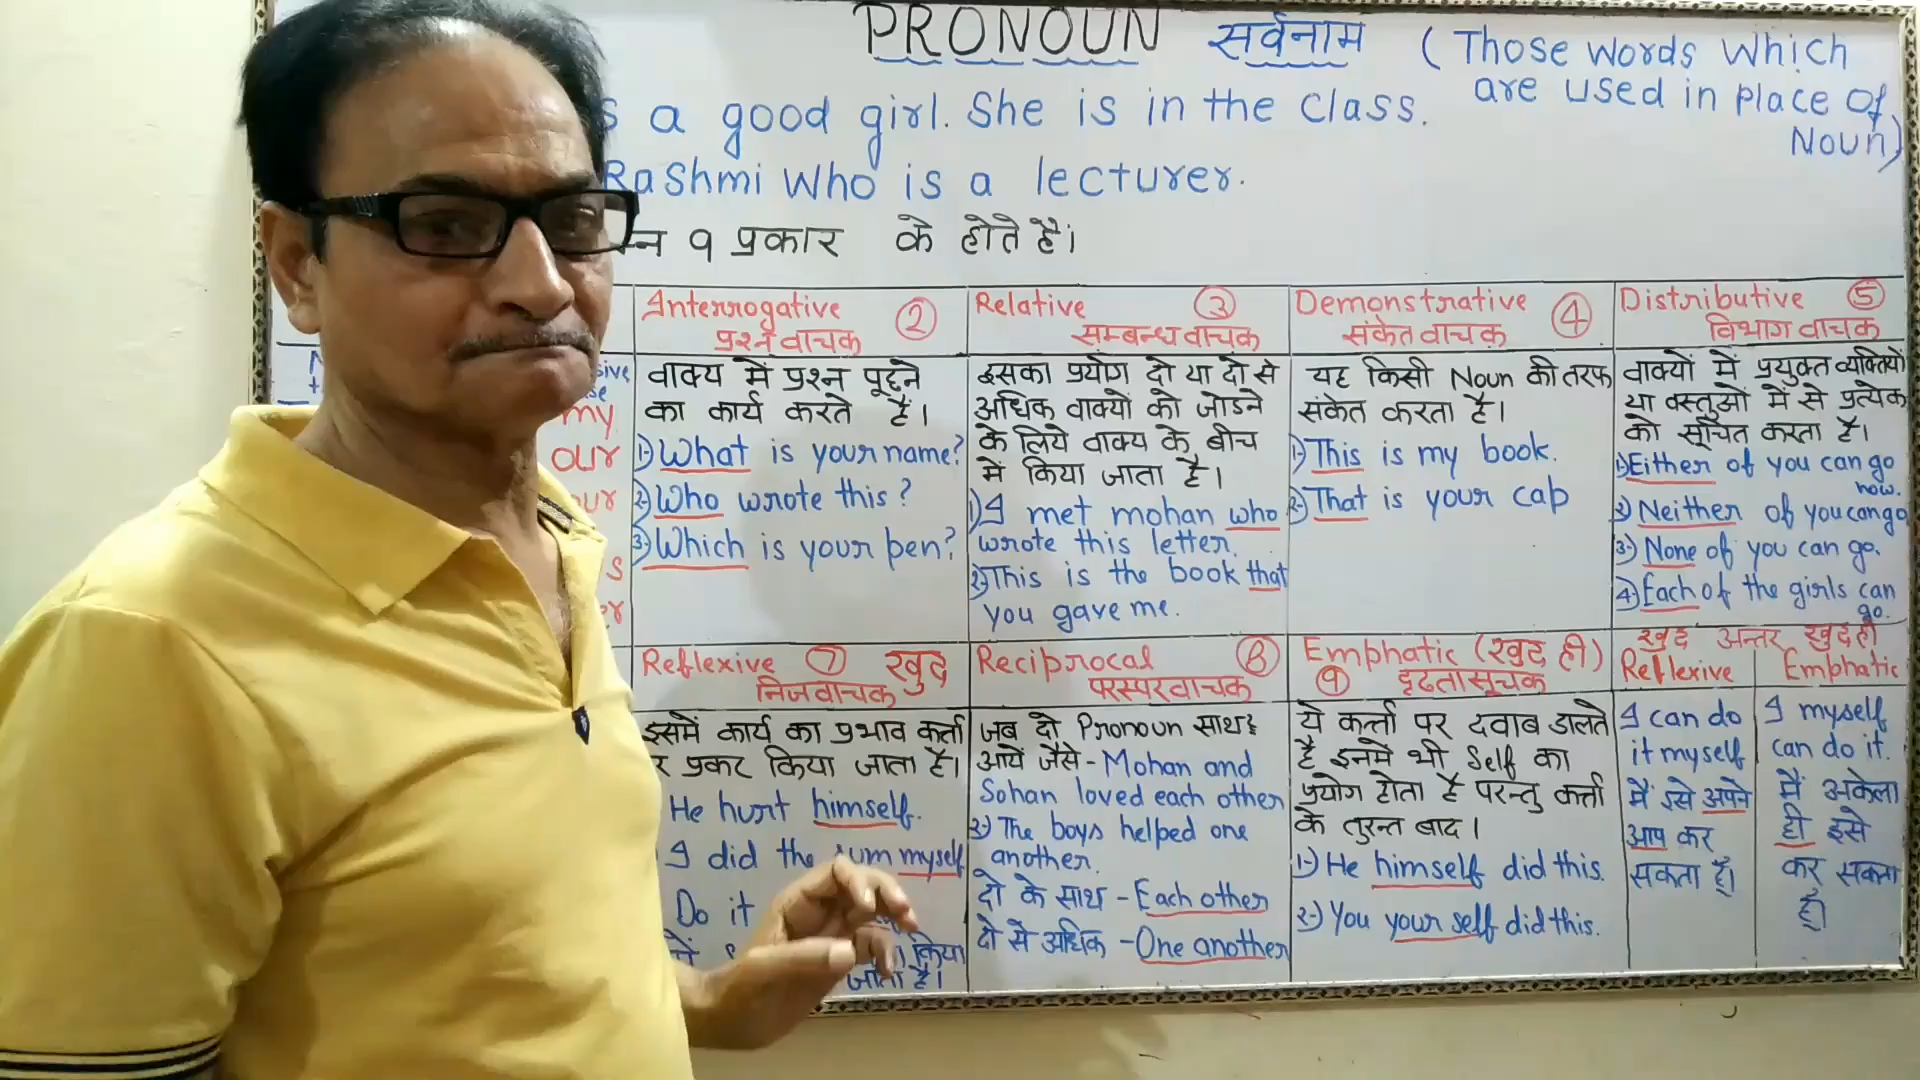 PRONOUN सर्वनाम (Those words which
are used in place of
Noun)
a good girl. She is in the class.
Rashmi who is a lecturer.
9 प्रकार के होते है।
Interrogative 2
प्रश्न वाचक
Relative 3
सम्बन्ध वाचक
Demonstrative 4
संकेत वाचक
Distributive 5
विभाग वाचक
my
our
वाक्य में प्रश्न पूछने
का कार्य करते है।
1) What is your name?
2) Who wrote this?
3) Which is your pen?
इसका प्रयोग दो या दो से
अधिक वाक्यों को जोडने
के लिये वाक्य के बीच
में किया जाता है।
1) I met mohan who
wrote this letter.
2) This is the book that
you gave me.
यह किसी Noun की तरफ
संकेत करता है।
1) This is my book.
2) That is your cap
वाक्यों में प्रयुक्त व्यक्तियों
या वस्तुओं में से प्रत्येक
को सूचित करता है।
1) Either of you can go
now.
2) Neither of you can go
3) None of you can go.
4) Each of the girls can
go.
Reflexive 7 खुद
निजवाचक
Reciprocal 8
परस्परवाचक
Emphatic (खुद ही)
9 दृढतासूचक
खुद अन्तर खुद ही
Reflexive Emphatic
इसमें कार्य का प्रभाव कर्ता
र प्रकट किया जाता है।
He hurt himself.
I did the sum myself
Do it
किया
जाता है।
जब दो Pronoun साथ 2
आयें जैसे - Mohan and
Sohan loved each other
2) The boys helped one
another.
दो के साथ - Each other
दो से अधिक - One another
ये कर्त्ता पर दवाब डालते
है इनमें भी Self का
प्रयोग होता है परन्तु कर्त्ता
के तुरन्त बाद।
1) He himself did this.
2) You your self did this.
I can do
it myself
मैं इसे अपने
आप कर
सकता हूं।
I myself
can do it.
मैं अकेला
ही इसे
कर सकता
हूं।